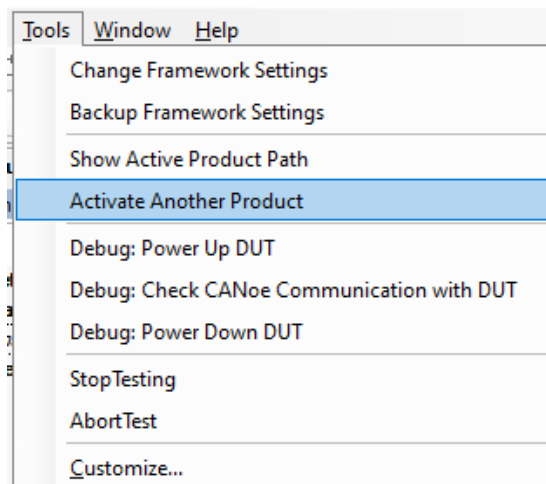 Tools Window Help
Change Framework Settings
Backup Framework Settings
Show Active Product Path
Activate Another Product
Debug: Power Up DUT
Debug: Check CANoe Communication with DUT
Debug: Power Down DUT
StopTesting
AbortTest
Customize...